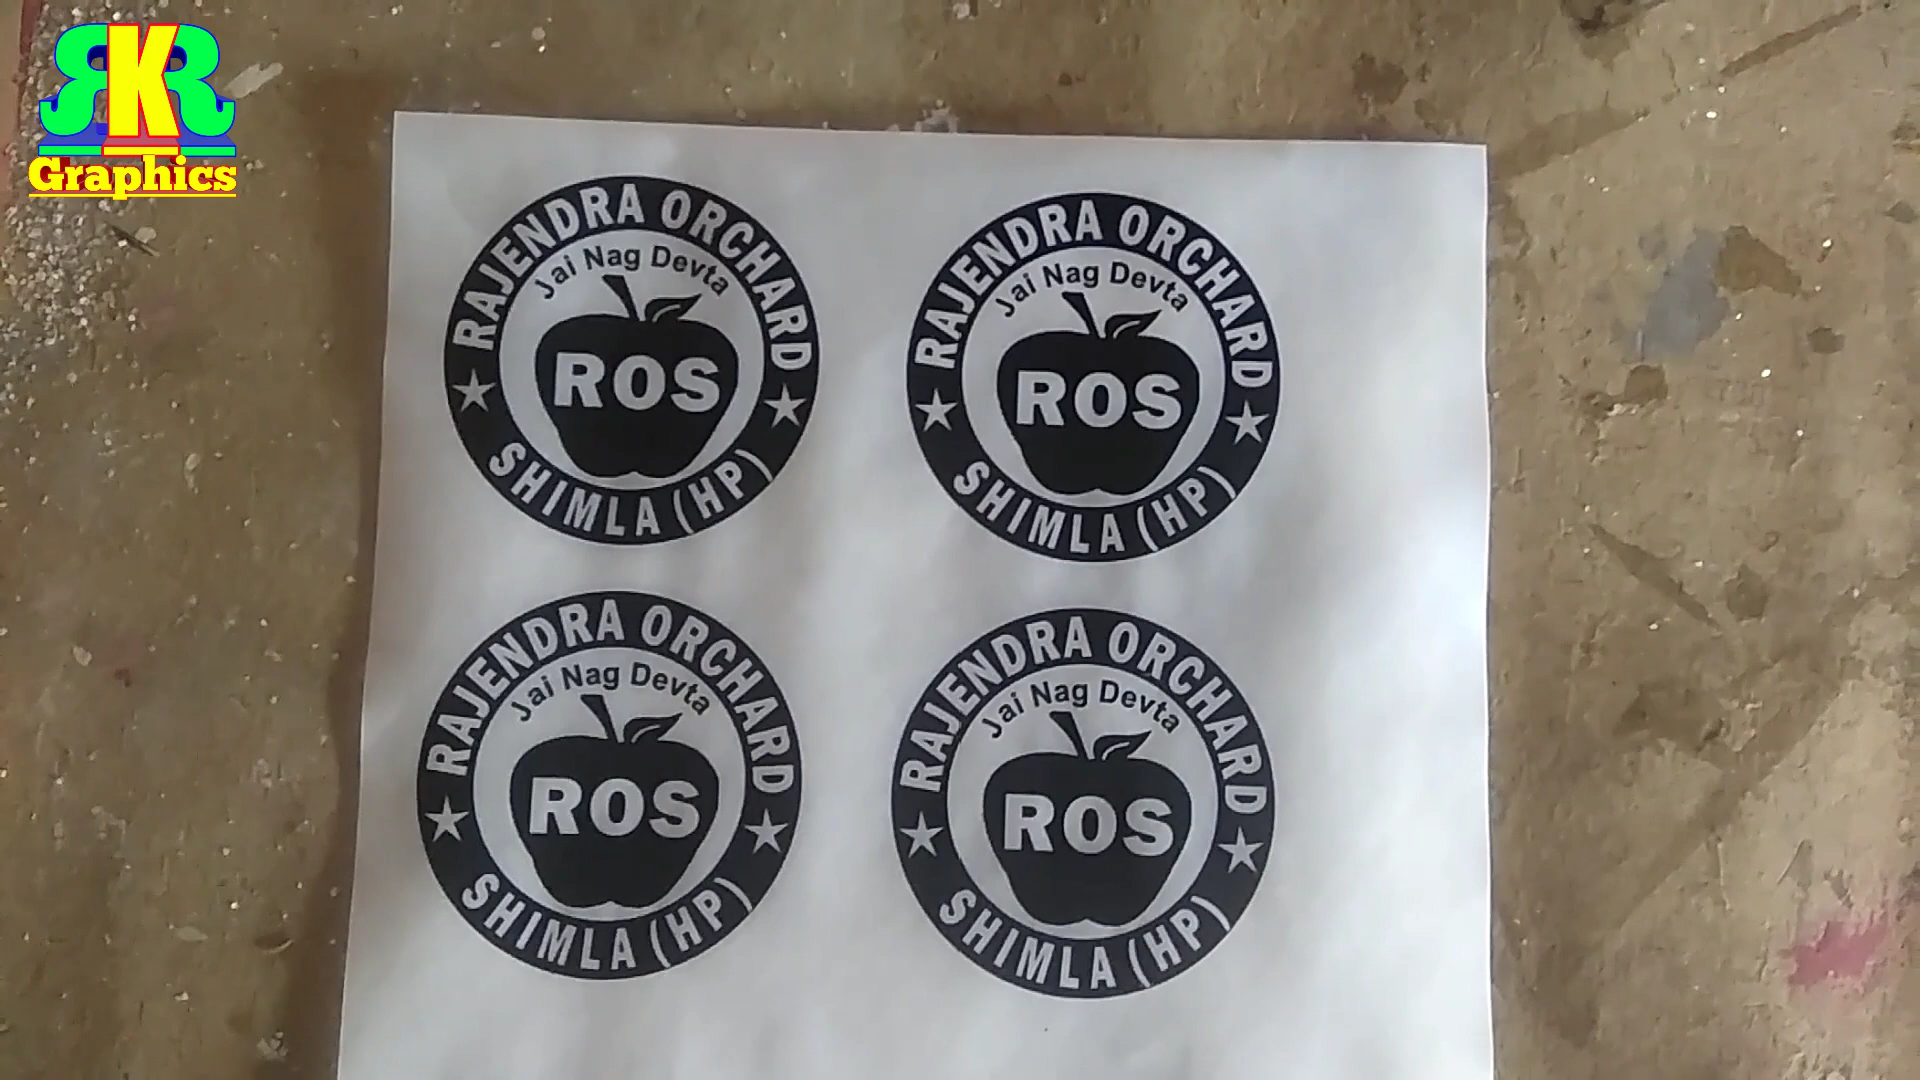 RKR
Graphics
RAJENDRA ORCHARD
Jai Nag Devta
ROS
SHIMLA (HP)
RAJENDRA ORCHARD
Jai Nag Devta
ROS
SHIMLA (HP)
RAJENDRA ORCHARD
Jai Nag Devta
ROS
SHIMLA (HP)
RAJENDRA ORCHARD
Jai Nag Devta
ROS
SHIMLA (HP)